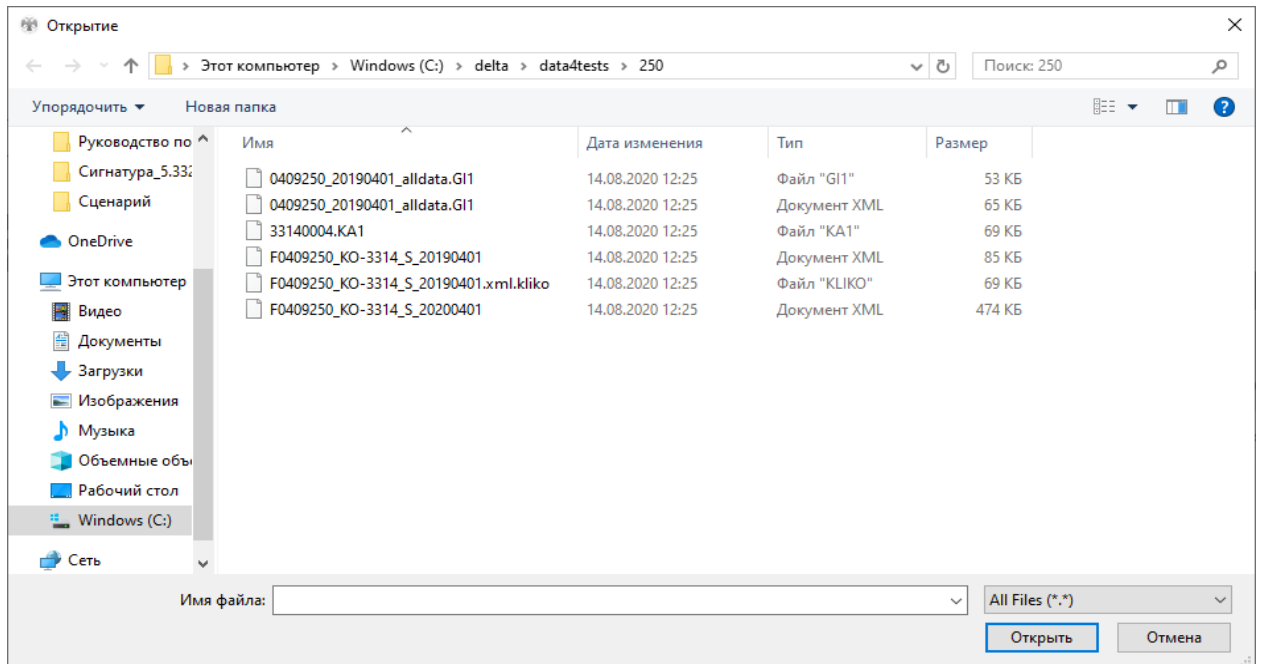 Открытие
Этот компьютер > Windows (C:) > delta > data4tests > 250
Поиск: 250
Упорядочить
Новая папка
Имя
Дата изменения
Тип
Размер
0409250_20190401_alldata.GI1 14.08.2020 12:25 Файл "GI1" 53 КБ
0409250_20190401_alldata.GI1 14.08.2020 12:25 Документ XML 65 КБ
33140004.KA1 14.08.2020 12:25 Файл "KA1" 69 КБ
F0409250_KO-3314_S_20190401 14.08.2020 12:25 Документ XML 85 КБ
F0409250_KO-3314_S_20190401.xml.kliko 14.08.2020 12:25 Файл "KLIKO" 69 КБ
F0409250_KO-3314_S_20200401 14.08.2020 12:25 Документ XML 474 КБ
Руководство по
Сигнатура_5.332
Сценарий
OneDrive
Этот компьютер
Видео
Документы
Загрузки
Изображения
Музыка
Объемные объ
Рабочий стол
Windows (C:)
Сеть
Имя файла:
All Files (*.*)
Открыть
Отмена